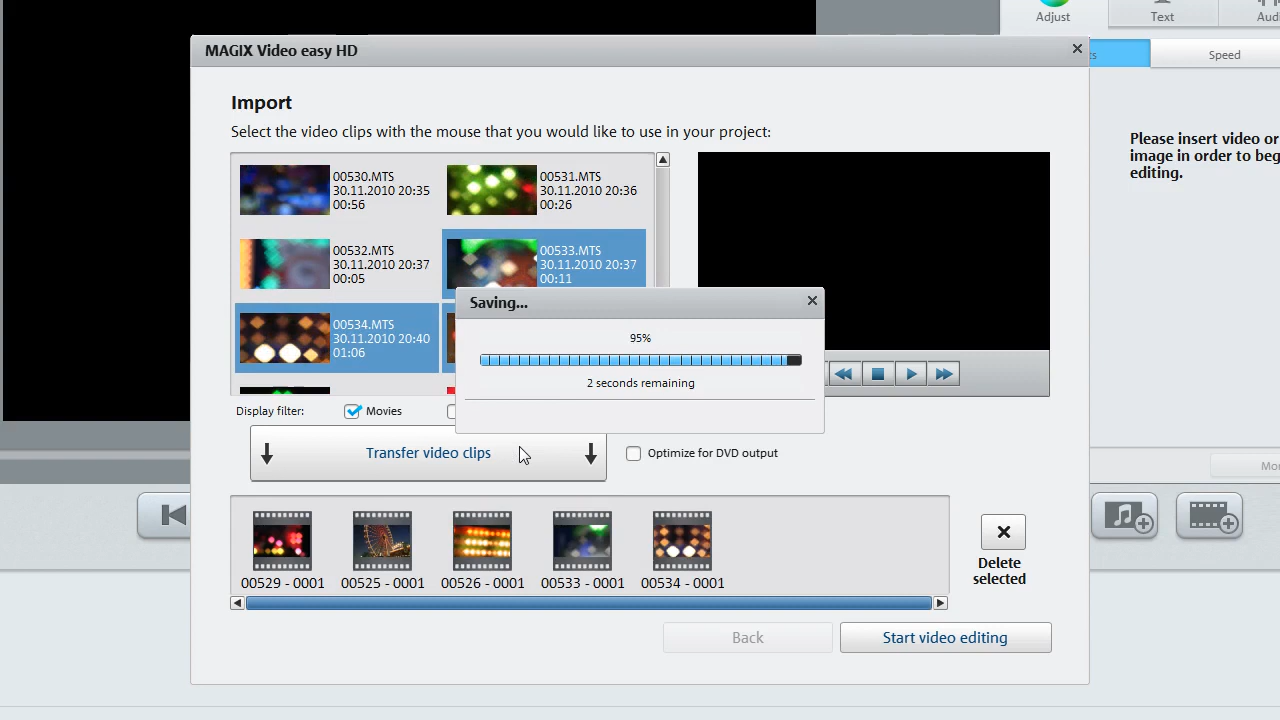 Adjust
Text
Speed
MAGIX Video easy HD
Import
Select the video clips with the mouse that you would like to use in your project:
Please insert video or
image in order to beg
editing.
00530.MTS
30.11.2010 20:35
00:56
00531.MTS
30.11.2010 20:36
00:26
00532.MTS
30.11.2010 20:37
00:05
00533.MTS
30.11.2010 20:37
00:11
00534.MTS
30.11.2010 20:40
01:06
Saving...
95%
2 seconds remaining
Display filter:
Movies
Transfer video clips
Optimize for DVD output
00529 - 0001
00525 - 0001
00526 - 0001
00533 - 0001
00534 - 0001
Delete
selected
Back
Start video editing